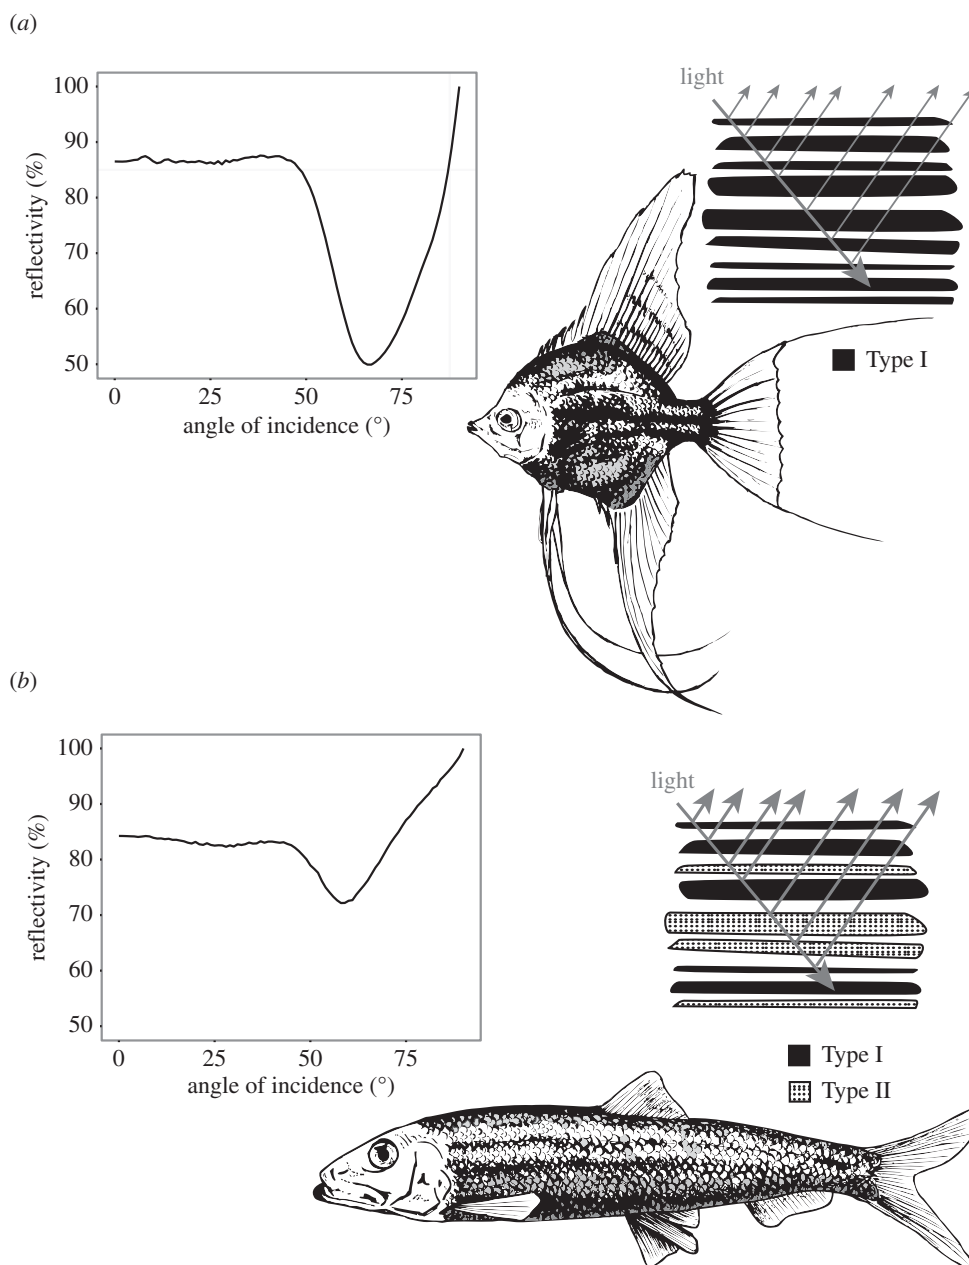 (a)
100
90
80
70
60
50
reflectivity (%)
0 25 50 75
angle of incidence (°)
light
Type I
(b)
100
90
80
70
60
50
reflectivity (%)
0 25 50 75
angle of incidence (°)
light
Type I
Type II